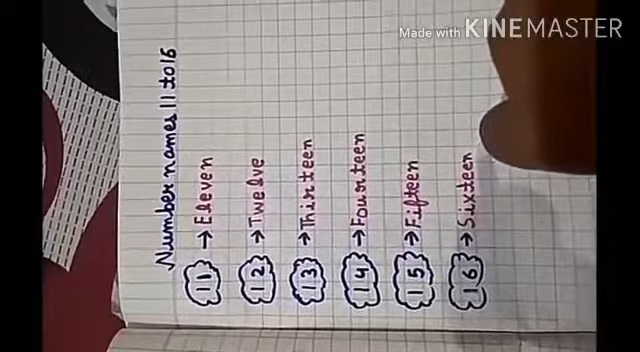 Made with KINEMASTER
Number names 11 to 16
11 → Eleven
12 → Twelve
13 → Thirteen
14 → Fourteen
15 → Fifteen
16 → Sixteen